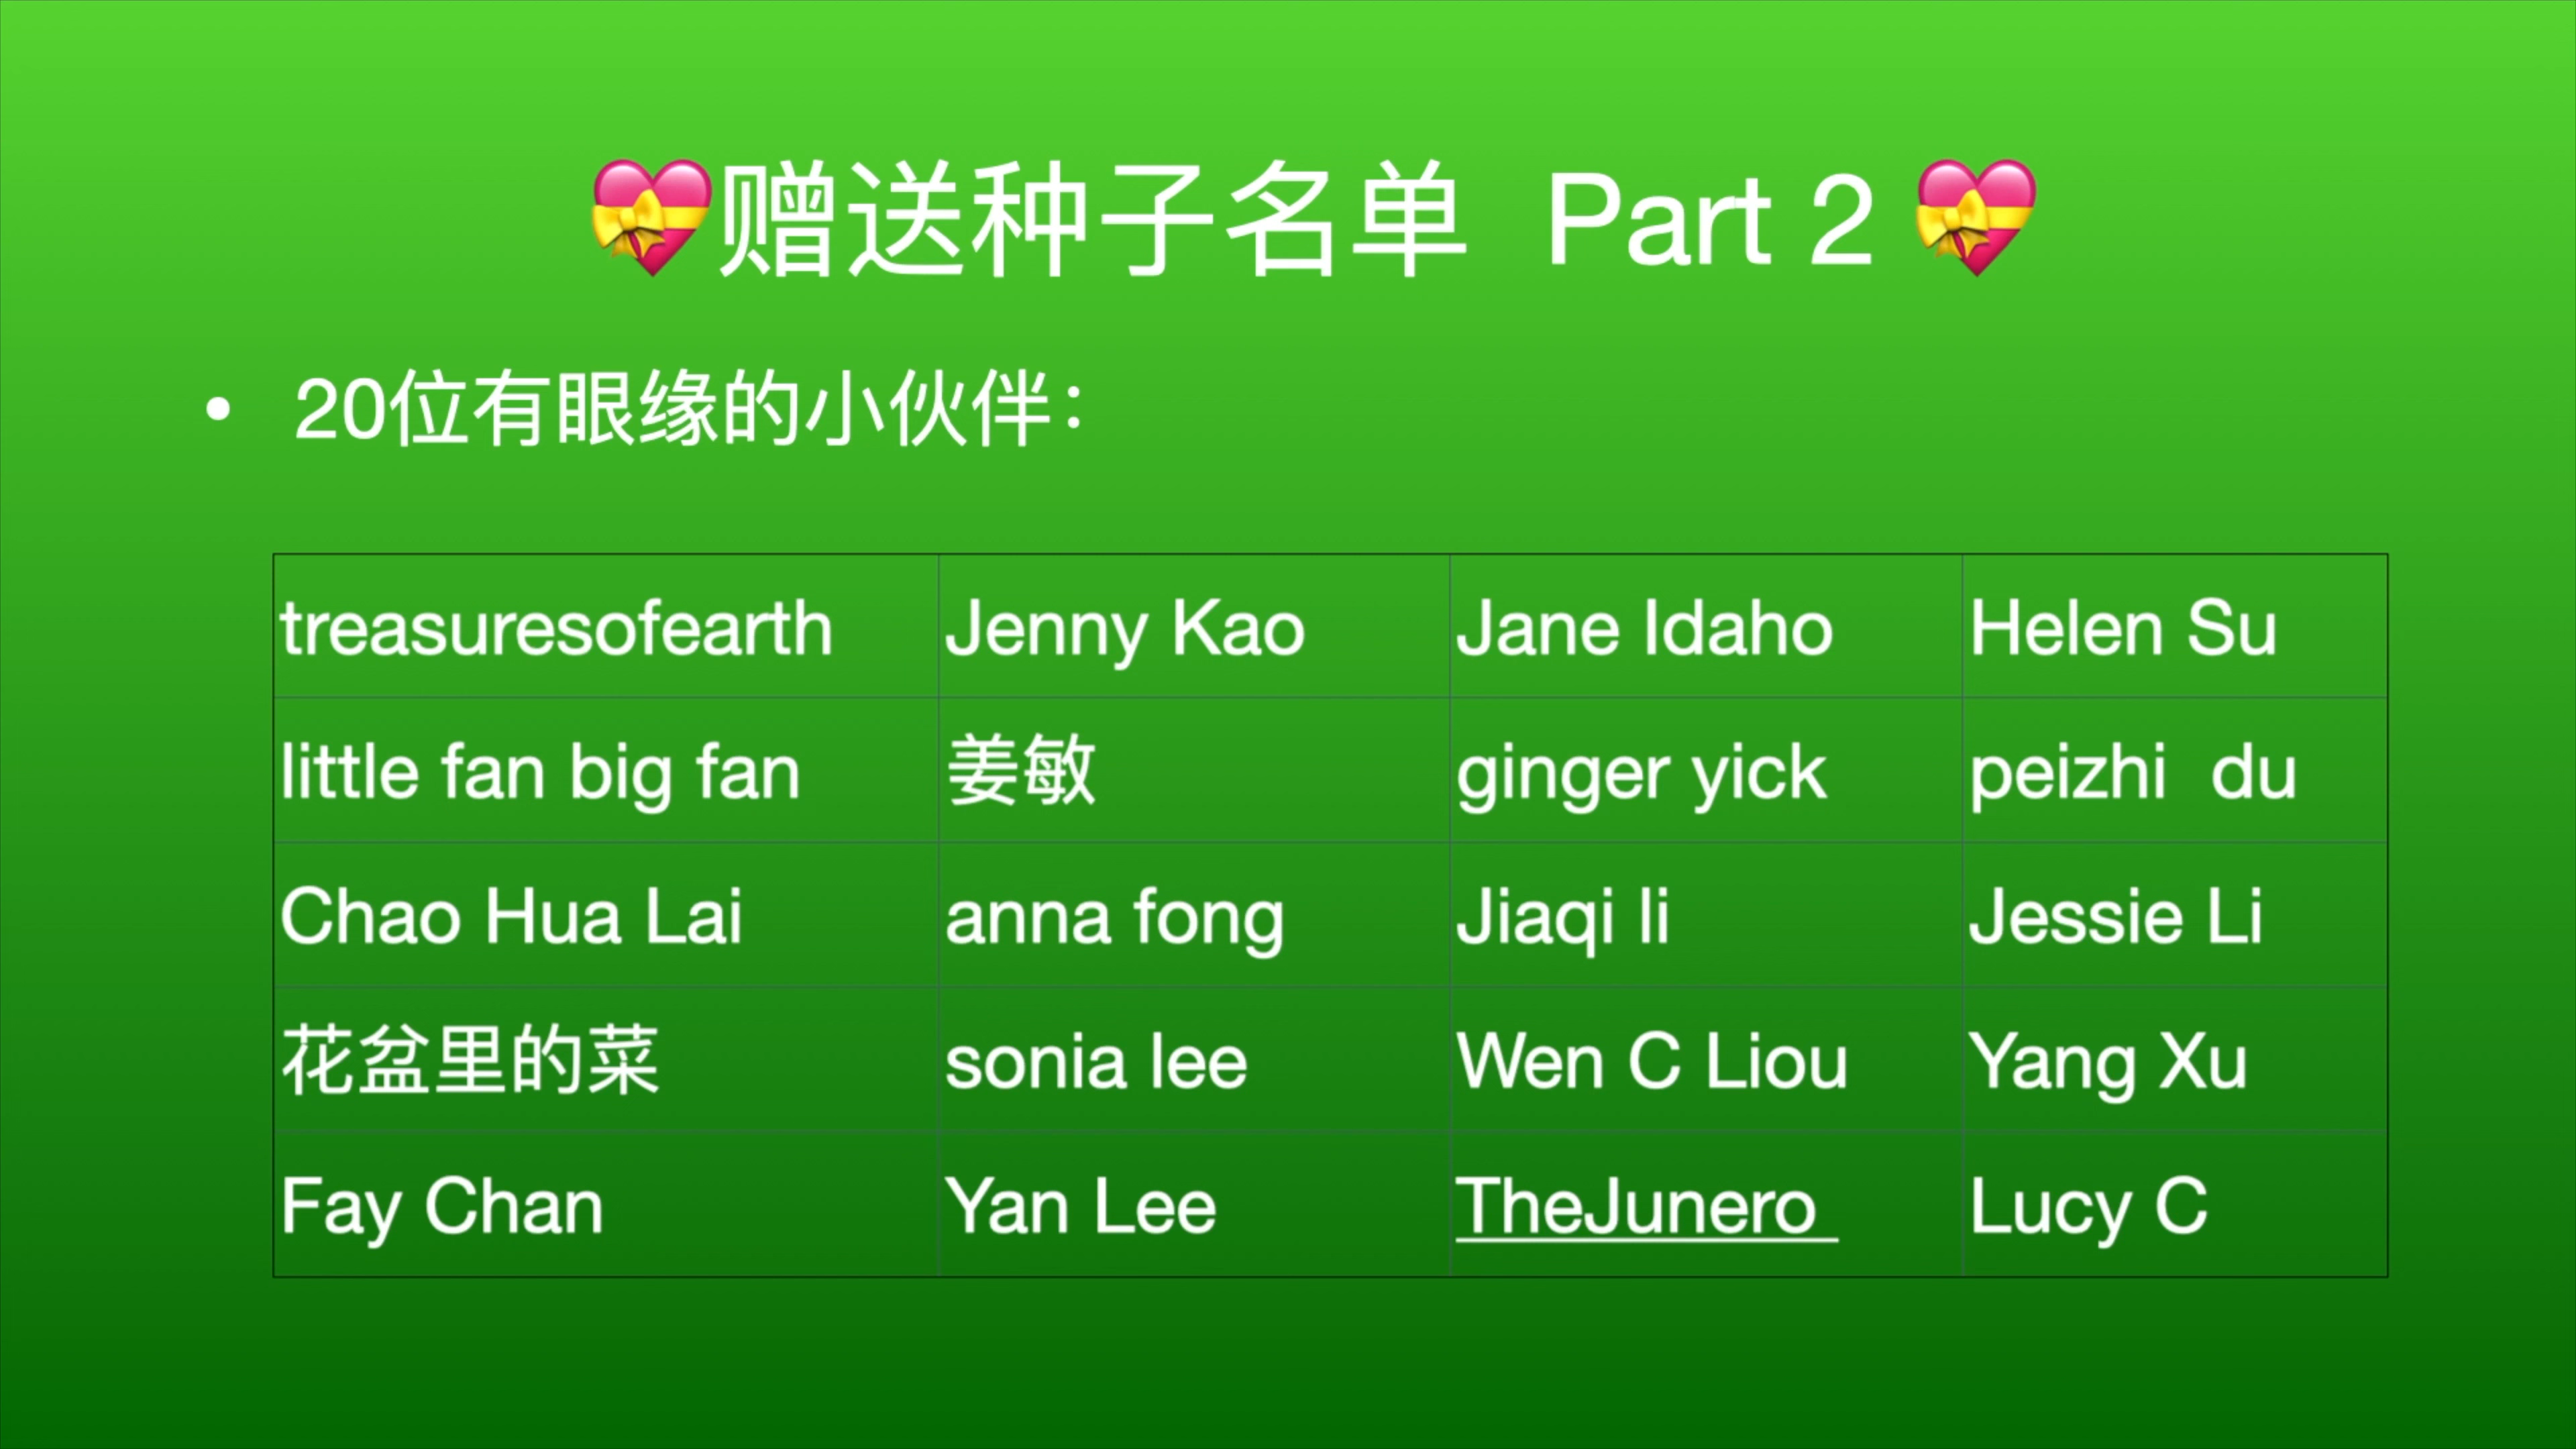 💝赠送种子名单 Part 2 💝
• 20位有眼缘的小伙伴：
treasuresofearth Jenny Kao Jane Idaho Helen Su
little fan big fan 姜敏 ginger yick peizhi du
Chao Hua Lai anna fong Jiaqi li Jessie Li
花盆里的菜 sonia lee Wen C Liou Yang Xu
Fay Chan Yan Lee TheJunero Lucy C